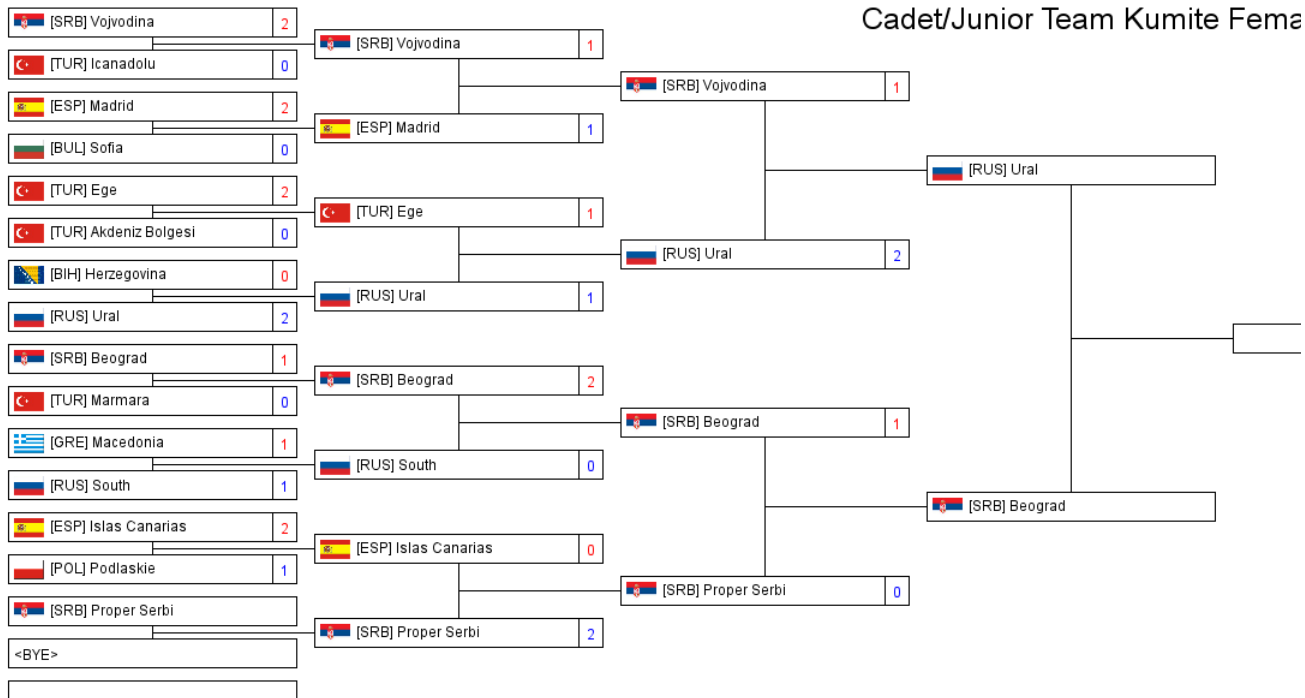 Cadet/Junior Team Kumite Fema
[SRB] Vojvodina 2
[TUR] Icanadolu 0
[ESP] Madrid 2
[BUL] Sofia 0
[TUR] Ege 2
[TUR] Akdeniz Bolgesi 0
[BIH] Herzegovina 0
[RUS] Ural 2
[SRB] Beograd 1
[TUR] Marmara 0
[GRE] Macedonia 1
[RUS] South 1
[ESP] Islas Canarias 2
[POL] Podlaskie 1
[SRB] Proper Serbi
<BYE>
[SRB] Vojvodina 1
[ESP] Madrid 1
[TUR] Ege 1
[RUS] Ural 1
[SRB] Beograd 2
[RUS] South 0
[ESP] Islas Canarias 0
[SRB] Proper Serbi 2
[SRB] Vojvodina 1
[RUS] Ural 2
[SRB] Beograd 1
[SRB] Proper Serbi 0
[RUS] Ural
[SRB] Beograd